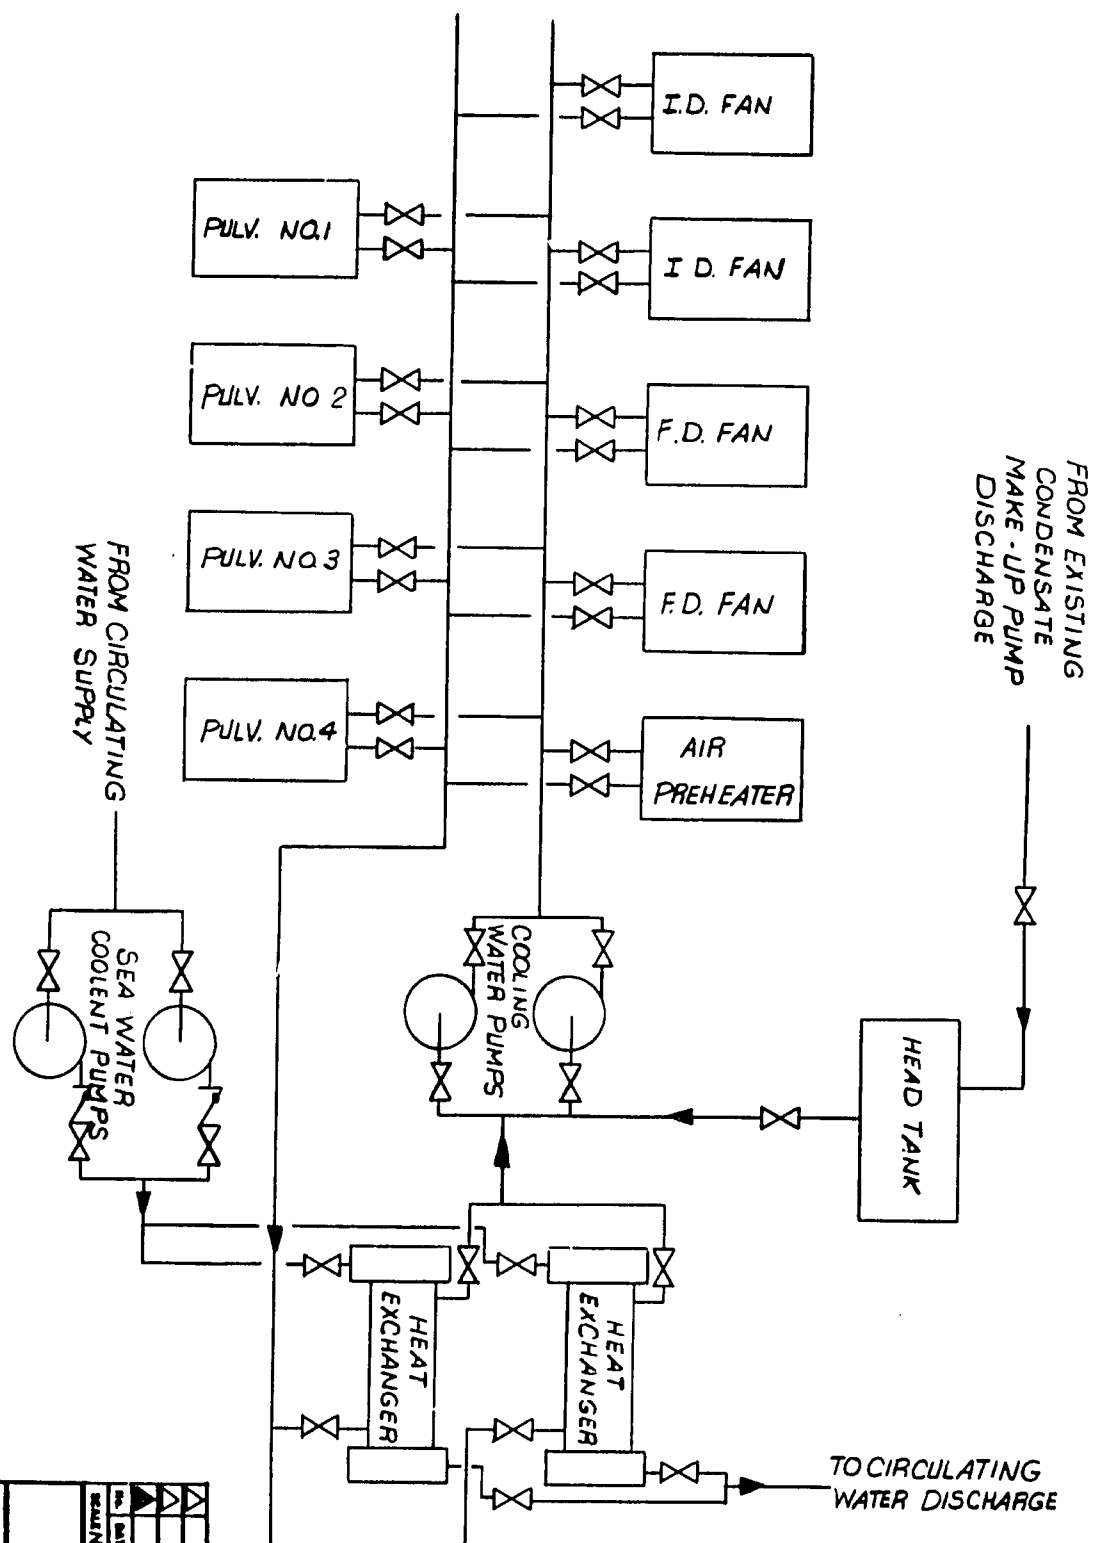 I.D. FAN
PULV. NO.1
I D. FAN
PULV. NO 2
F.D. FAN
PULV. NO.3
F.D. FAN
PULV. NO.4
AIR
PREHEATER
FROM EXISTING
CONDENSATE
MAKE-UP PUMP
DISCHARGE
FROM CIRCULATING
WATER SUPPLY
SEA WATER
COOLENT PUMPS
COOLING
WATER PUMPS
HEAD TANK
HEAT
EXCHANGER
HEAT
EXCHANGER
TO CIRCULATING
WATER DISCHARGE
No.